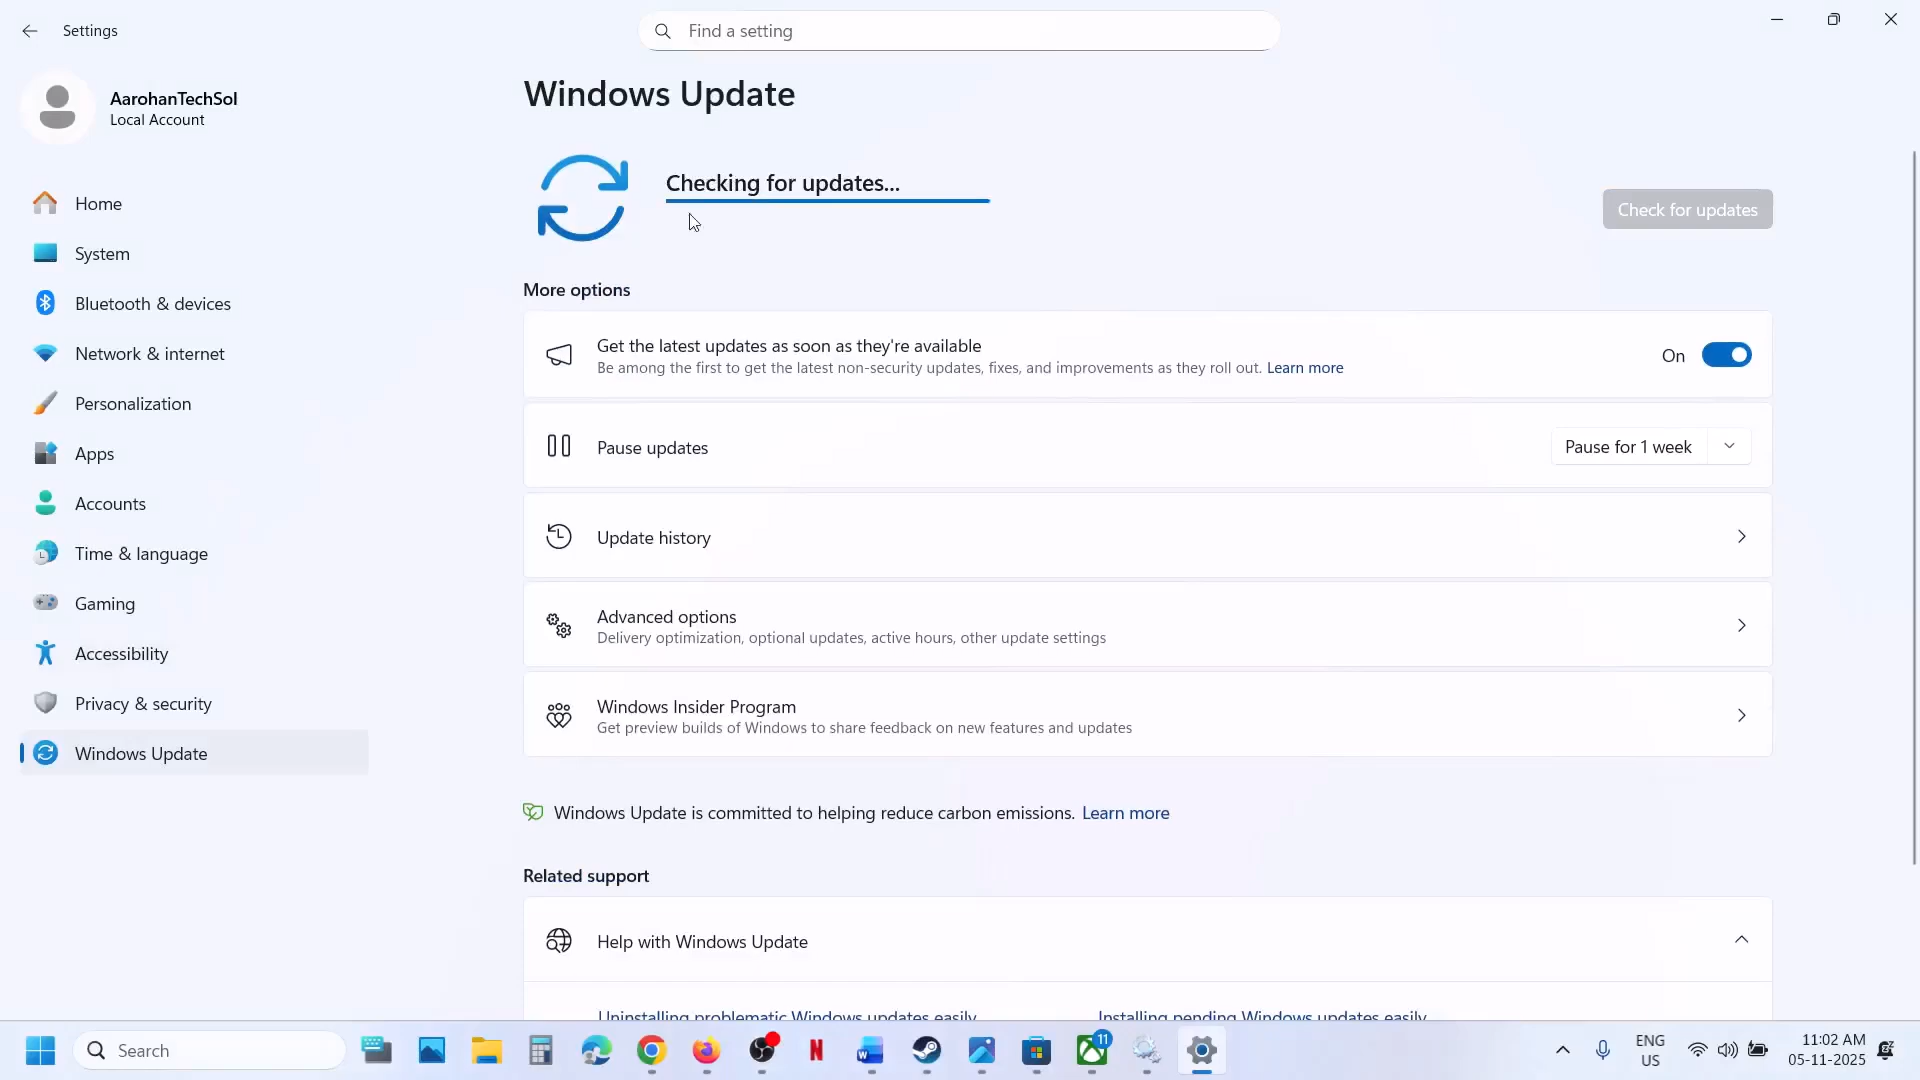 Settings
Find a setting
AarohanTechSol
Local Account
Home
System
Bluetooth & devices
Network & internet
Personalization
Apps
Accounts
Time & language
Gaming
Accessibility
Privacy & security
Windows Update
Windows Update
Checking for updates...
Check for updates
More options
Get the latest updates as soon as they're available
Be among the first to get the latest non-security updates, fixes, and improvements as they roll out. Learn more
On
Pause updates
Pause for 1 week
Update history
Advanced options
Delivery optimization, optional updates, active hours, other update settings
Windows Insider Program
Get preview builds of Windows to share feedback on new features and updates
Windows Update is committed to helping reduce carbon emissions. Learn more
Related support
Help with Windows Update
Uninstalling problematic Windows updates easily
Installing pending Windows updates easily
Search
11
ENG
US
11:02 AM
05-11-2025